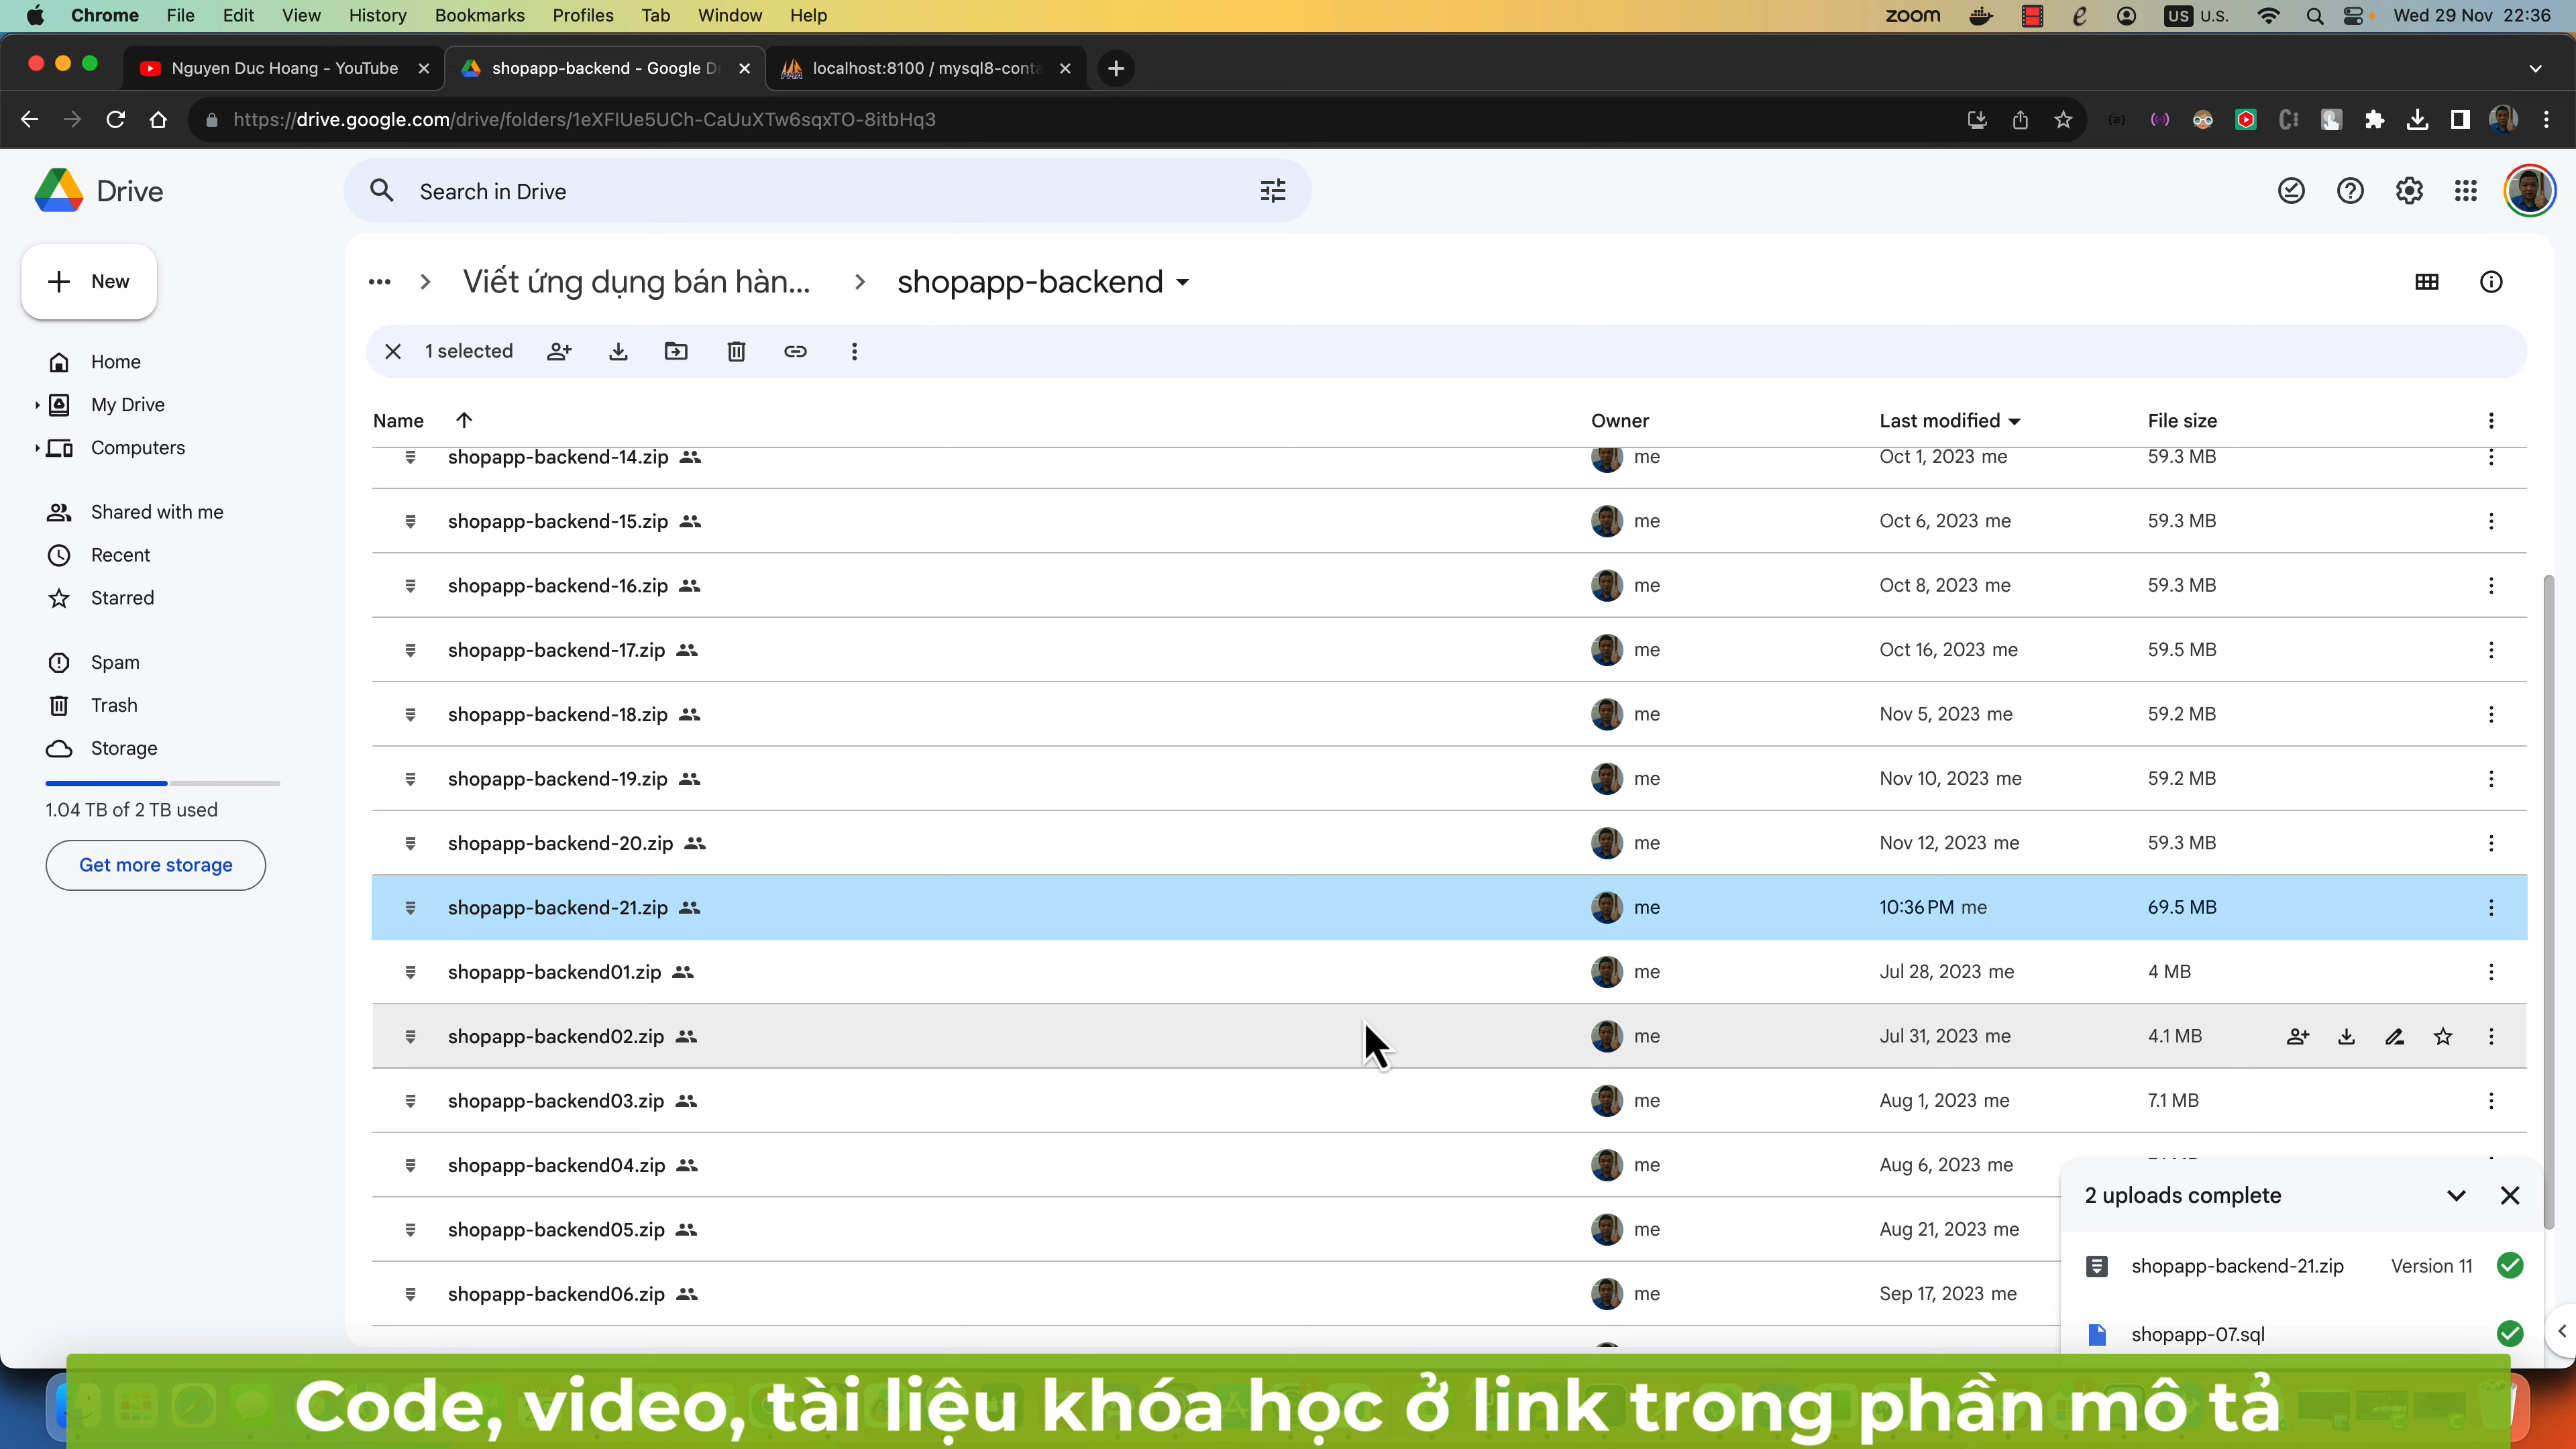 Chrome File Edit View History Bookmarks Profiles Tab Window Help
zoom US U.S. Wed 29 Nov 22:36
Nguyen Duc Hoang - YouTube
shopapp-backend - Google Dr
localhost:8100 / mysql8-conta
https://drive.google.com/drive/folders/1eXFIUe5UCh-CaUuXTw6sqxTO-8itbHq3
Drive
Search in Drive
New
Home
My Drive
Computers
Shared with me
Recent
Starred
Spam
Trash
Storage
1.04 TB of 2 TB used
Get more storage
Viết ứng dụng bán hàn... shopapp-backend
1 selected
Name Owner Last modified File size
shopapp-backend-14.zip me Oct 1, 2023 me 59.3 MB
shopapp-backend-15.zip me Oct 6, 2023 me 59.3 MB
shopapp-backend-16.zip me Oct 8, 2023 me 59.3 MB
shopapp-backend-17.zip me Oct 16, 2023 me 59.5 MB
shopapp-backend-18.zip me Nov 5, 2023 me 59.2 MB
shopapp-backend-19.zip me Nov 10, 2023 me 59.2 MB
shopapp-backend-20.zip me Nov 12, 2023 me 59.3 MB
shopapp-backend-21.zip me 10:36 PM me 69.5 MB
shopapp-backend01.zip me Jul 28, 2023 me 4 MB
shopapp-backend02.zip me Jul 31, 2023 me 4.1 MB
shopapp-backend03.zip me Aug 1, 2023 me 7.1 MB
shopapp-backend04.zip me Aug 6, 2023 me
shopapp-backend05.zip me Aug 21, 2023 me
shopapp-backend06.zip me Sep 17, 2023 me
2 uploads complete
shopapp-backend-21.zip Version 11
shopapp-07.sql
Code, video, tài liệu khóa học ở link trong phần mô tả